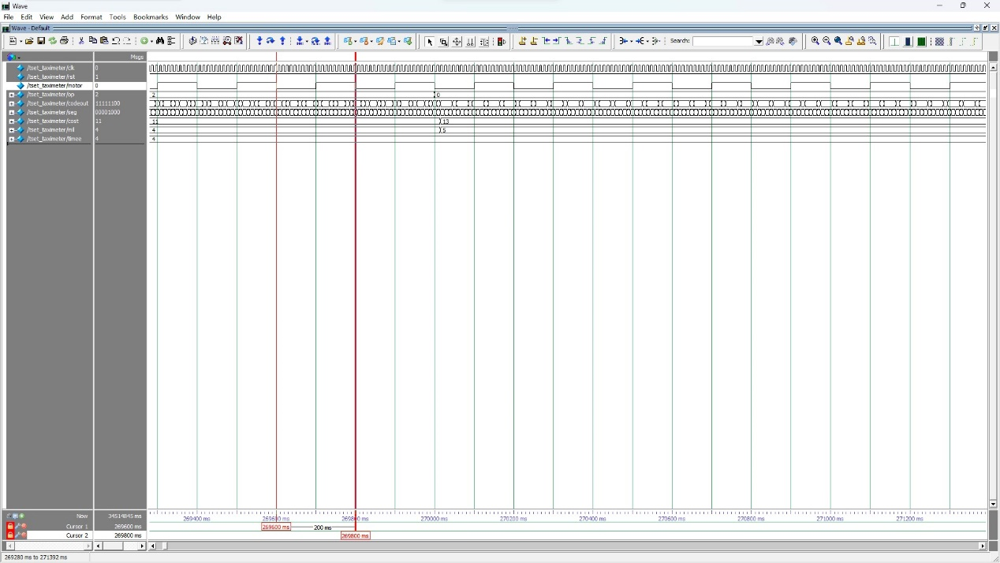 Wave
File Edit View Add Format Tools Bookmarks Window Help
Wave - Default
Search:
Msgs
/tset_taximeter/clk 0
/tset_taximeter/rst 1
/tset_taximeter/motor 0
/tset_taximeter/op 2 2 0
/tset_taximeter/codeout 11111100
/tset_taximeter/seg 00001000
/tset_taximeter/cost 11 11 13
/tset_taximeter/mil 4 4 5
/tset_taximeter/timee 4 4
Now 34514845 ms 269400 ms 269600 ms 269800 ms 270000 ms 270200 ms 270400 ms 270600 ms 270800 ms 271000 ms 271200 ms
Cursor 1 269600 ms 269600 ms 200 ms
Cursor 2 269800 ms 269800 ms
269280 ms to 271392 ms